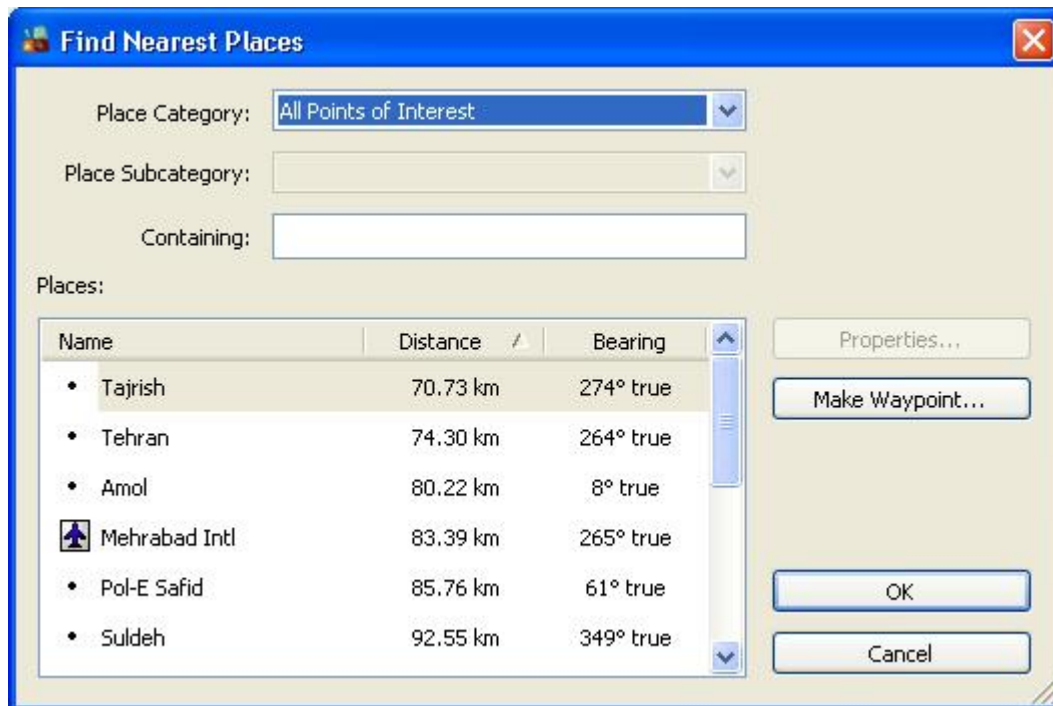 Find Nearest Places
Place Category: All Points of Interest
Place Subcategory:
Containing:
Places:
Name Distance Bearing
Properties...
Tajrish 70.73 km 274° true
Make Waypoint...
Tehran 74.30 km 264° true
Amol 80.22 km 8° true
Mehrabad Intl 83.39 km 265° true
Pol-E Safid 85.76 km 61° true
OK
Suldeh 92.55 km 349° true
Cancel